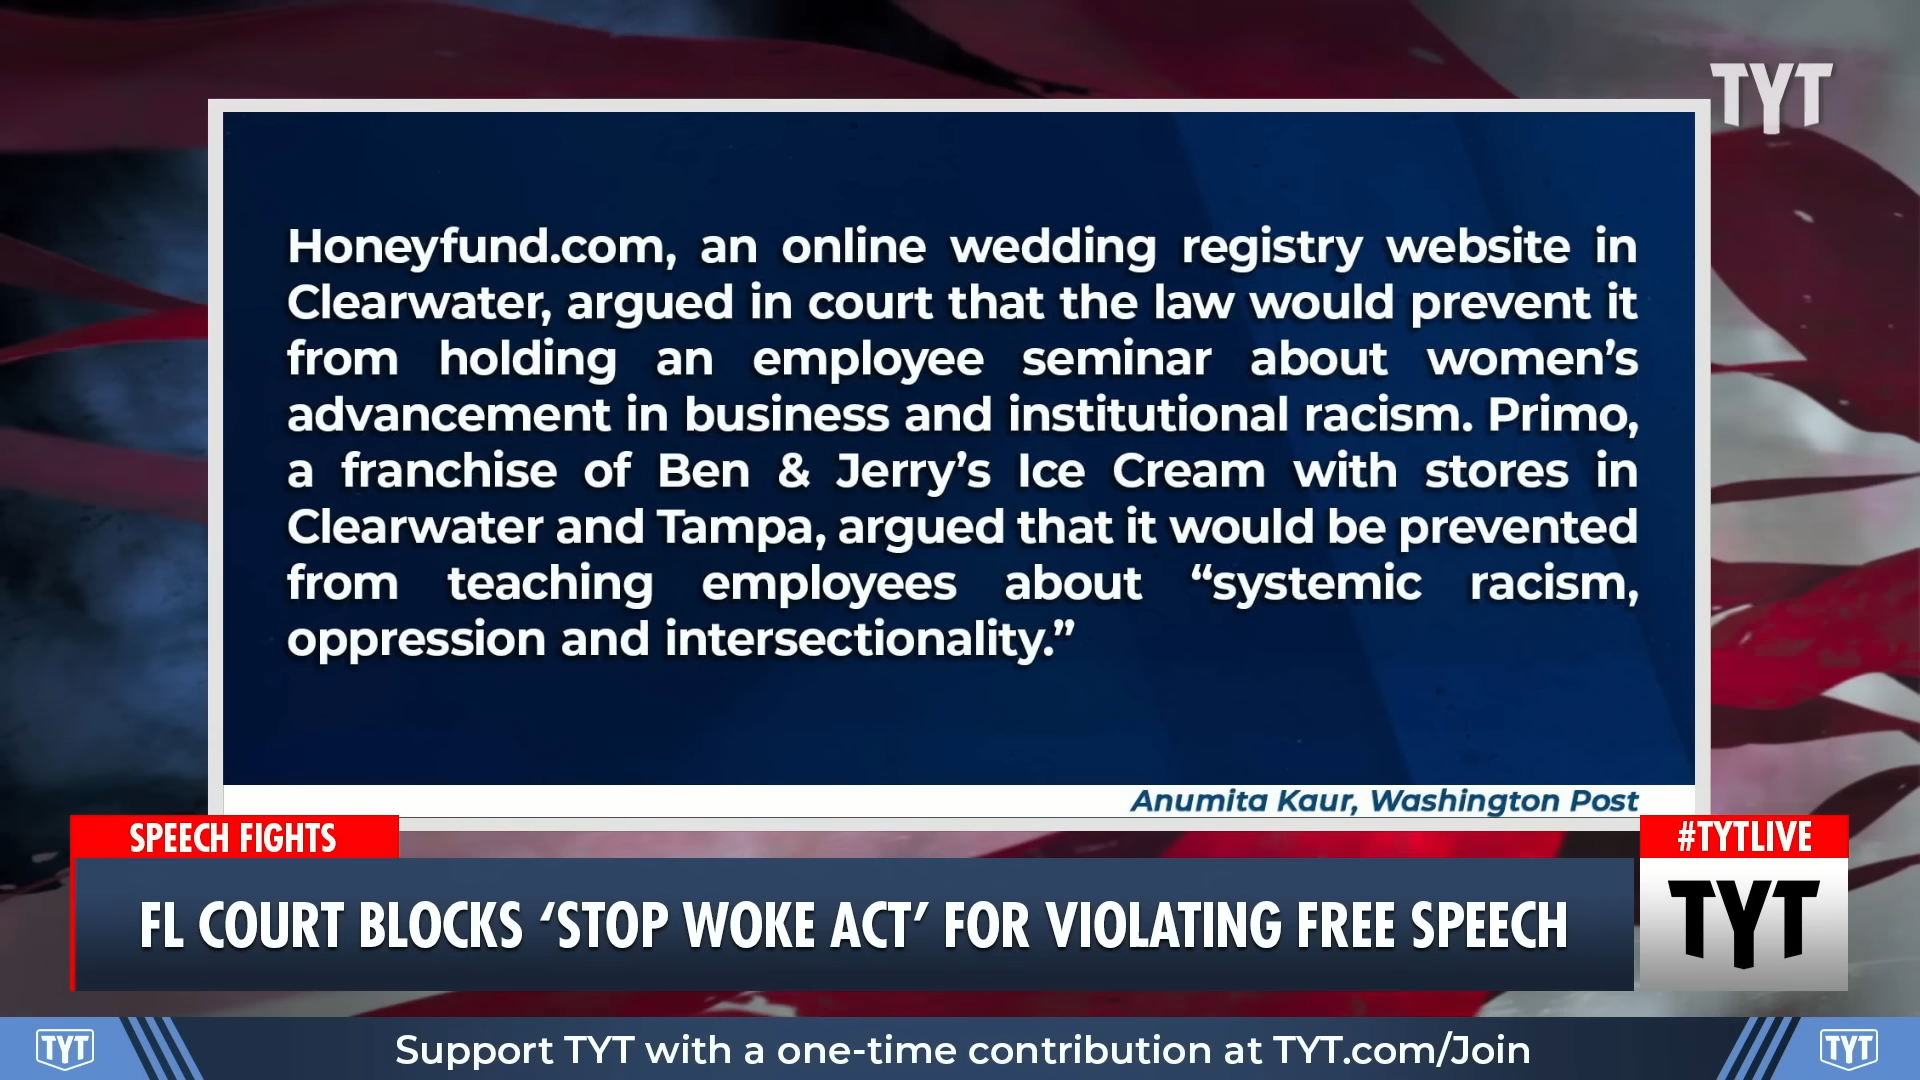 TYT
Honeyfund.com, an online wedding registry website in
Clearwater, argued in court that the law would prevent it
from holding an employee seminar about women’s
advancement in business and institutional racism. Primo,
a franchise of Ben & Jerry’s Ice Cream with stores in
Clearwater and Tampa, argued that it would be prevented
from teaching employees about “systemic racism,
oppression and intersectionality.”
Anumita Kaur, Washington Post
SPEECH FIGHTS
#TYTLIVE
FL COURT BLOCKS ‘STOP WOKE ACT’ FOR VIOLATING FREE SPEECH
TYT
TYT
Support TYT with a one-time contribution at TYT.com/Join
TYT